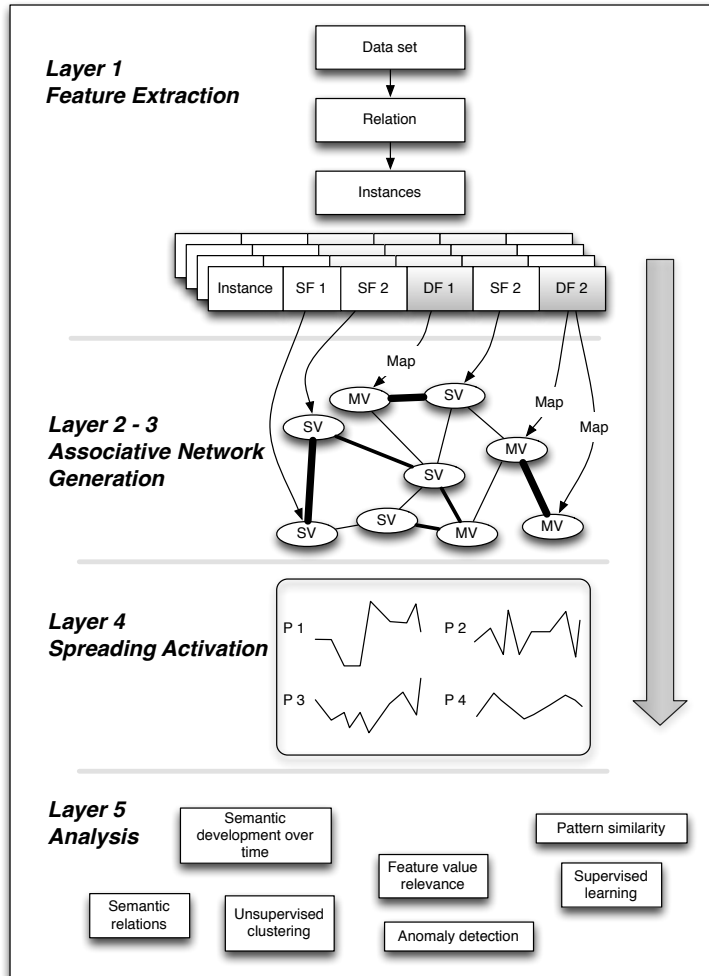 Layer 1
Feature Extraction
Data set
Relation
Instances
Instance SF 1 SF 2 DF 1 SF 2 DF 2
Layer 2 - 3
Associative Network
Generation
Map
Map
Map
MV
SV
SV
MV
SV
SV
SV
MV
MV
Layer 4
Spreading Activation
P 1
P 2
P 3
P 4
Layer 5
Analysis
Semantic
development over
time
Pattern similarity
Feature value
relevance
Supervised
learning
Semantic
relations
Unsupervised
clustering
Anomaly detection